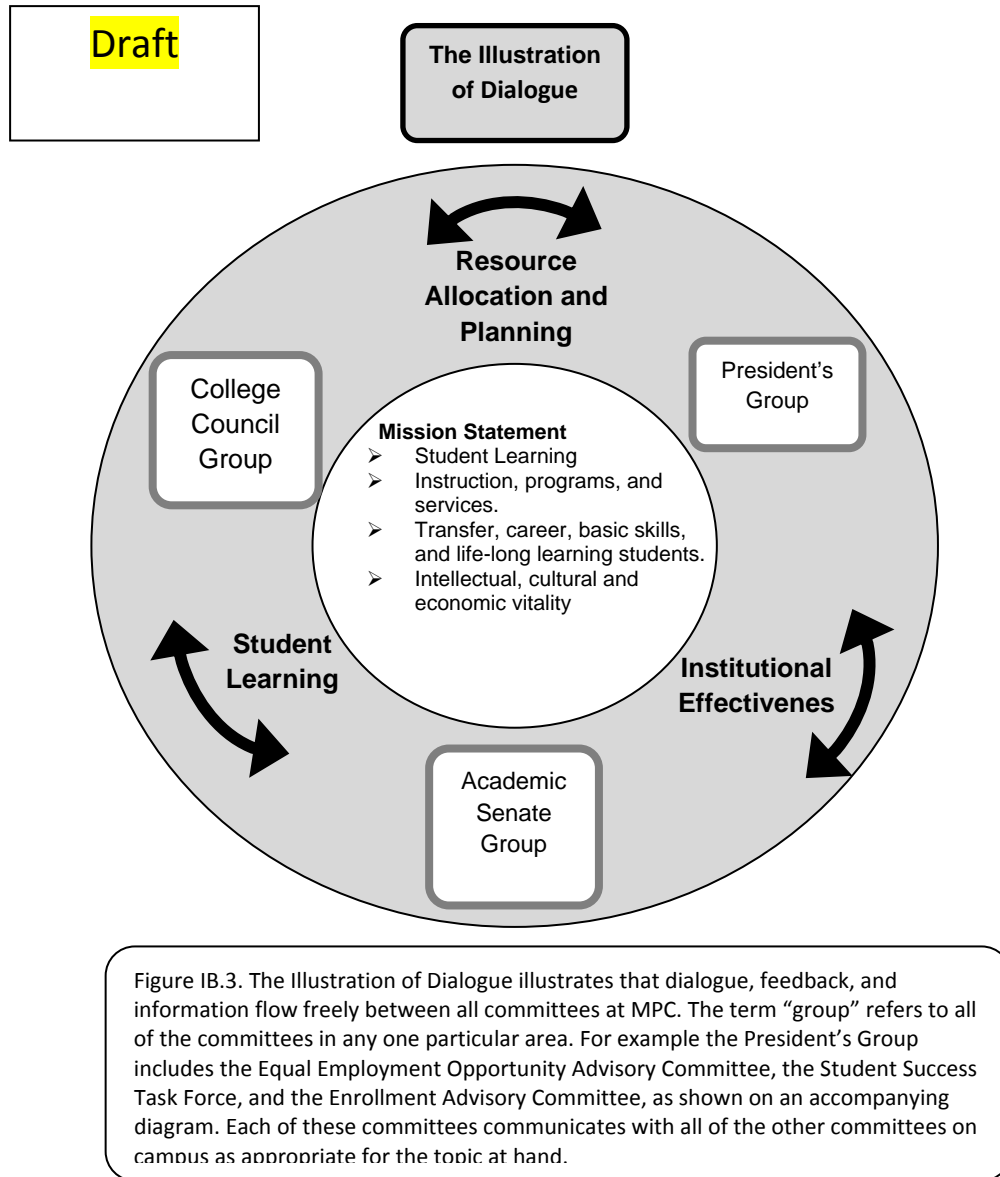 Draft
The Illustration
of Dialogue
Resource
Allocation and
Planning
College
Council
Group
President's
Group
Mission Statement
➢ Student Learning
➢ Instruction, programs, and
services.
➢ Transfer, career, basic skills,
and life-long learning students.
➢ Intellectual, cultural and
economic vitality
Student
Learning
Institutional
Effectivenes
Academic
Senate
Group
Figure IB.3. The Illustration of Dialogue illustrates that dialogue, feedback, and
information flow freely between all committees at MPC. The term “group” refers to all
of the committees in any one particular area. For example the President’s Group
includes the Equal Employment Opportunity Advisory Committee, the Student Success
Task Force, and the Enrollment Advisory Committee, as shown on an accompanying
diagram. Each of these committees communicates with all of the other committees on
campus as appropriate for the topic at hand.